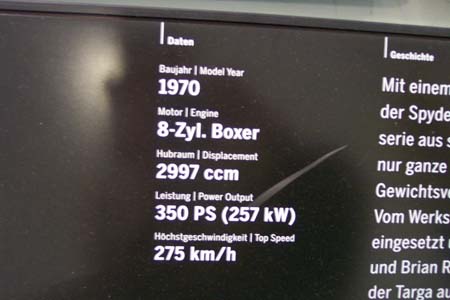 Daten
Baujahr | Model Year
1970
Motor | Engine
8-Zyl. Boxer
Hubraum | Displacement
2997 ccm
Leistung | Power Output
350 PS (257 kW)
Höchstgeschwindigkeit | Top Speed
275 km/h
Geschichte
Mit einem
der Spyde
serie aus s
nur ganze
Gewichtsve
Vom Werks
eingesetzt
und Brian R
der Targa au